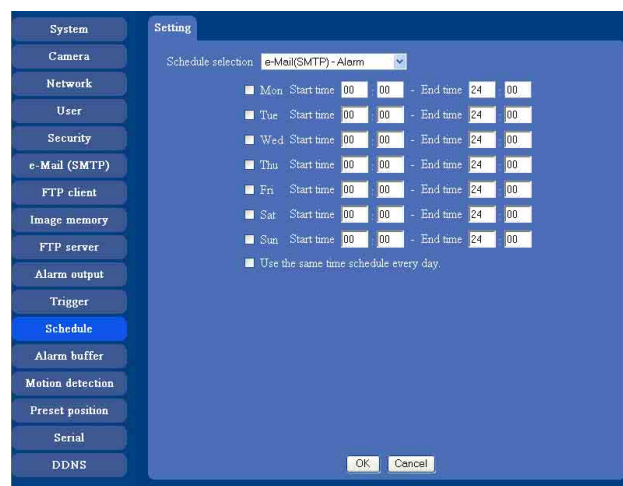 System
Camera
Network
User
Security
e-Mail (SMTP)
FTP client
Image memory
FTP server
Alarm output
Trigger
Schedule
Alarm buffer
Motion detection
Preset position
Serial
DDNS
Setting
Schedule selection e-Mail(SMTP) - Alarm
Mon Start time 00 : 00 - End time 24 : 00
Tue Start time 00 : 00 - End time 24 : 00
Wed Start time 00 : 00 - End time 24 : 00
Thu Start time 00 : 00 - End time 24 : 00
Fri Start time 00 : 00 - End time 24 : 00
Sat Start time 00 : 00 - End time 24 : 00
Sun Start time 00 : 00 - End time 24 : 00
Use the same time schedule every day.
OK Cancel